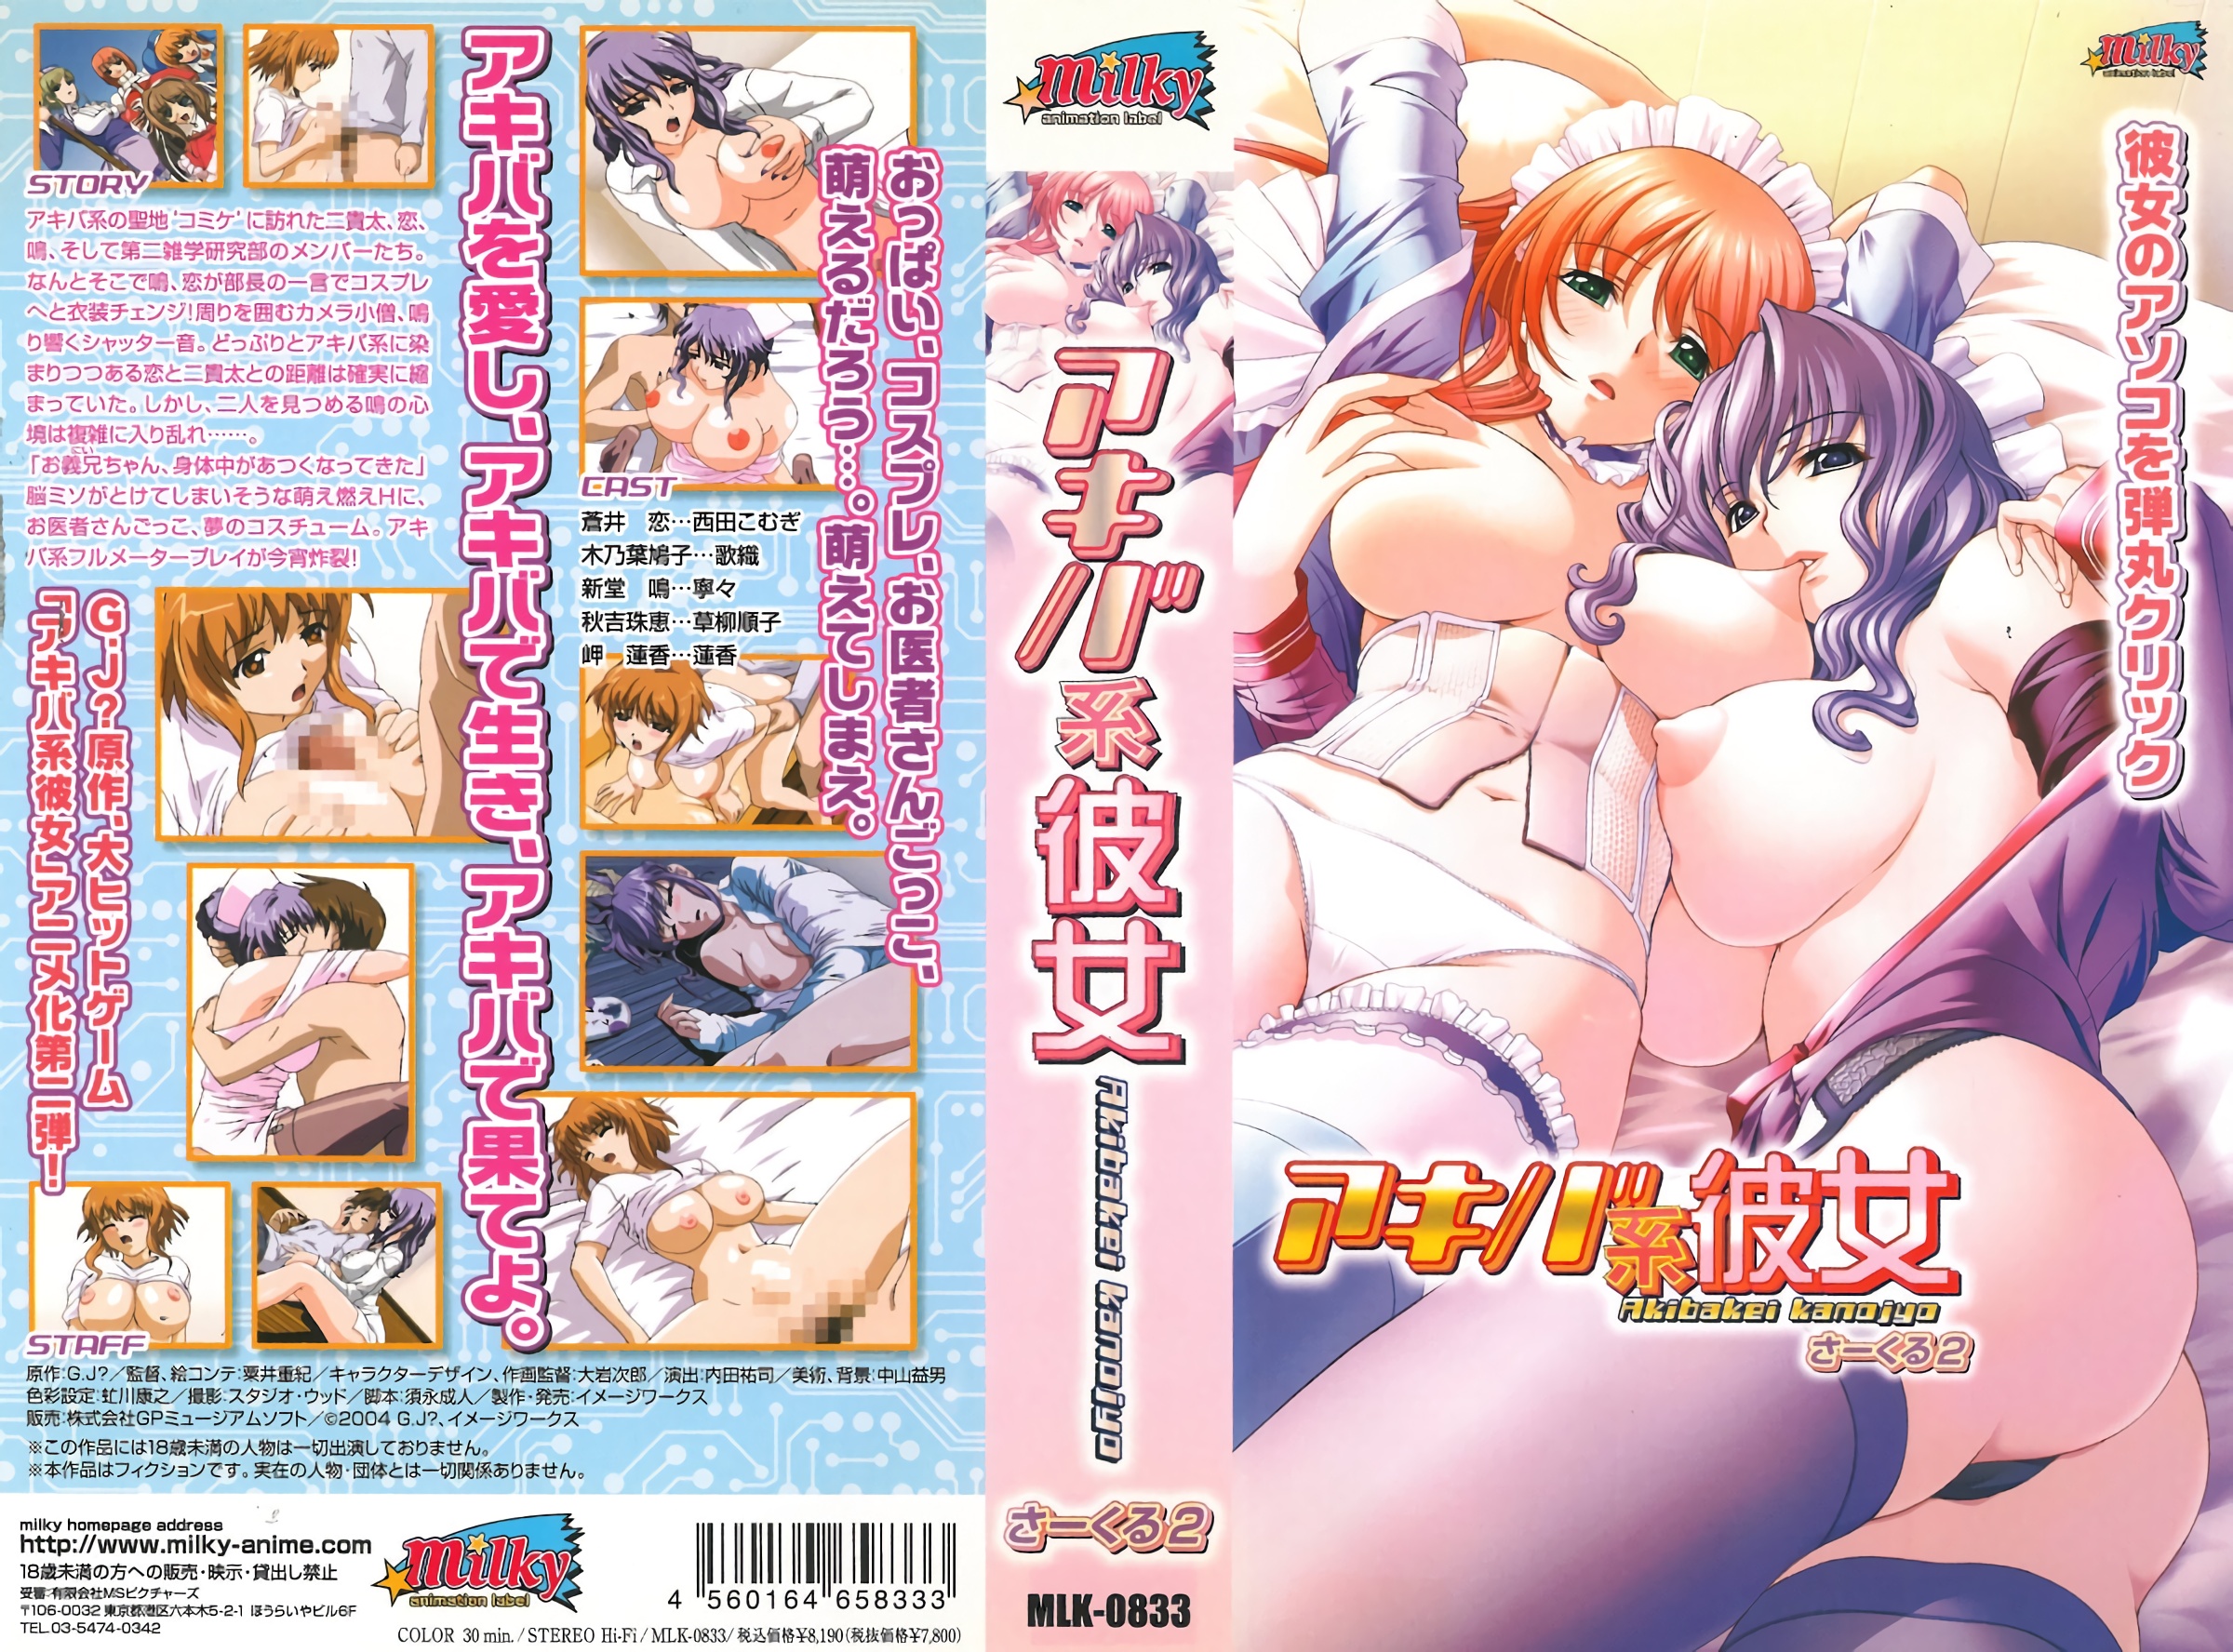 STORY
アキバ系の聖地‘コミケ’に訪れた二貴太、恋、
鳴、そして第二雑学研究部のメンバーたち。
なんとそこで鳴、恋が部長の一言でコスプレ
へと衣装チェンジ!周りを囲むカメラ小僧、鳴
り響くシャッター音。どっぷりとアキバ系に染
まりつつある恋と二貴太との距離は確実に縮
まっていた。しかし、二人を見つめる鳴の心
境は複雑に入り乱れ……。
「お義兄ちゃん、身体中があつくなってきた」
脳ミソがとけてしまいそうな萌え燃えHに、
お医者さんごっこ、夢のコスチューム。アキ
バ系フルメータープレイが今宵炸裂!
G.J?原作、大ヒットゲーム
「アキバ系彼女」アニメ化第二弾!
アキバを愛し、アキバで生き、アキバで果てよ。
おっぱい、コスプレ、お医者さんごっこ、
萌えるだろう…。萌えてしまえ。
CAST
蒼井 恋…西田こむぎ
木乃葉鳩子…歌織
新堂 鳴…寧々
秋吉珠恵…草柳順子
岬 蓮香…蓮香
STAFF
原作:G.J?/監督、絵コンテ:粟井重紀/キャラクターデザイン、作画監督:大岩次郎/演出:内田祐司/美術、背景:中山益男
色彩設定:虻川康之/撮影:スタジオ・ウッド/脚本:須永成人/製作・発売:イメージワークス
販売:株式会社GPミュージアムソフト/©2004 G.J?、イメージワークス
※この作品には18歳未満の人物は一切出演しておりません。
※本作品はフィクションです。実在の人物・団体とは一切関係ありません。
milky homepage address
http://www.milky-anime.com
18歳未満の方への販売・映示・貸出し禁止
受審:有限会社MSピクチャーズ
〒106-0032 東京都港区六本木5-2-1 ほうらいやビル6F
TEL.03-5474-0342
milky
animation label
4 560164 658333
COLOR 30 min./STEREO Hi-Fi/MLK-0833/税込価格¥8,190(税抜価格¥7,800)
milky
animation label
アキバ系彼女
Akibakei kanojyo
さーくる2
MLK-0833
milky
animation label
彼女のアソコを弾丸クリック
アキバ系彼女
Akibakei kanojyo
さーくる2